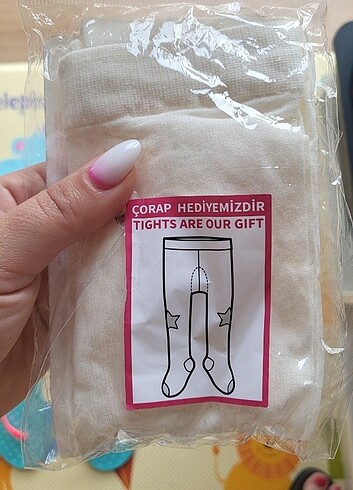 ÇORAP HEDİYEMİZDİR
TIGHTS ARE OUR GIFT